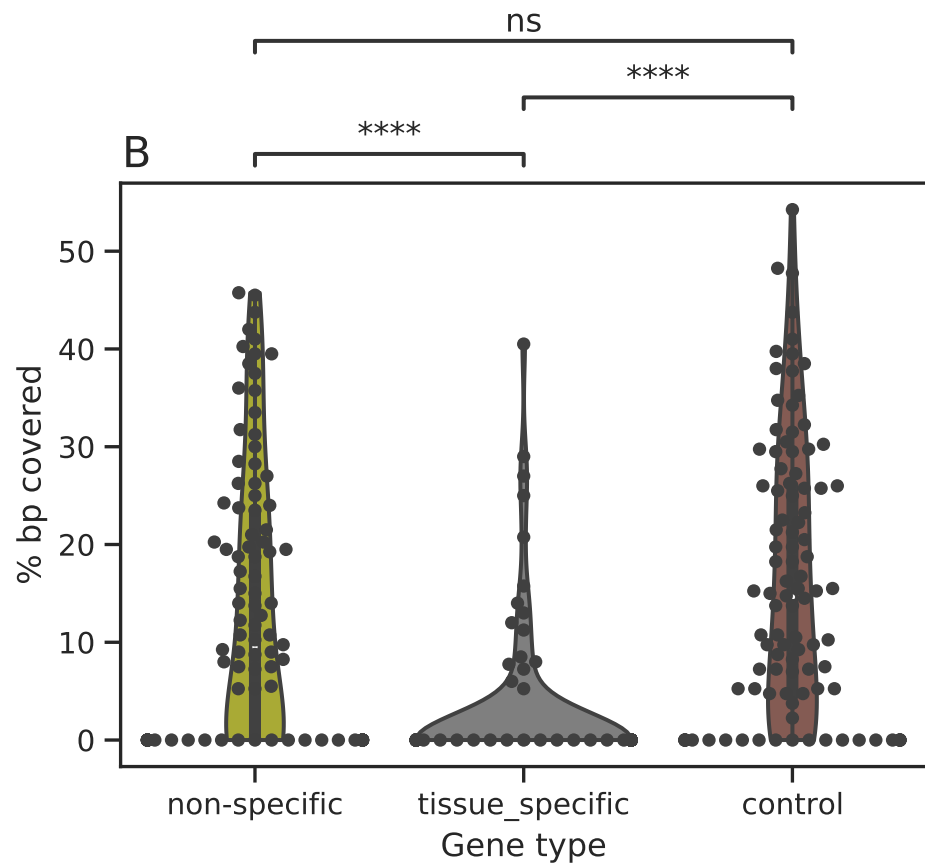 ns
****
****
B
50
40
30
20
10
0
% bp covered
non-specific tissue_specific control
Gene type